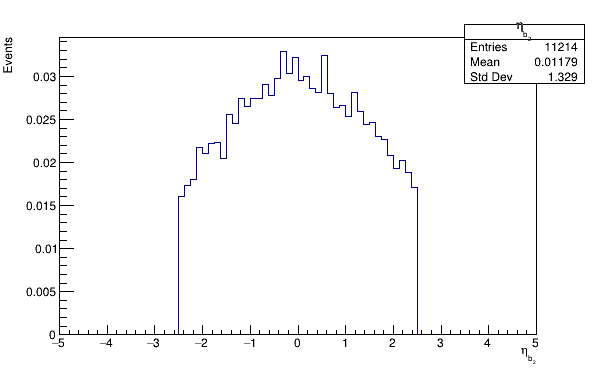 η_b₂
Entries 11214
Mean 0.01179
Std Dev 1.329
Events
0.03
0.025
0.02
0.015
0.01
0.005
0
−5 −4 −3 −2 −1 0 1 2 3 4 5
η_b₂